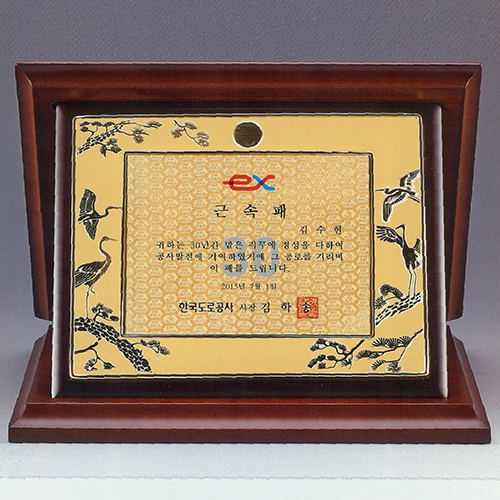 ex
근속패
김수현
귀하는 30년간 맡은 직무에 정성을 다하여
공사발전에 기여하였기에 그 공로를 기리며
이 패를 드립니다.
2015년 7월 1일
한국도로공사 사장 김학송
30